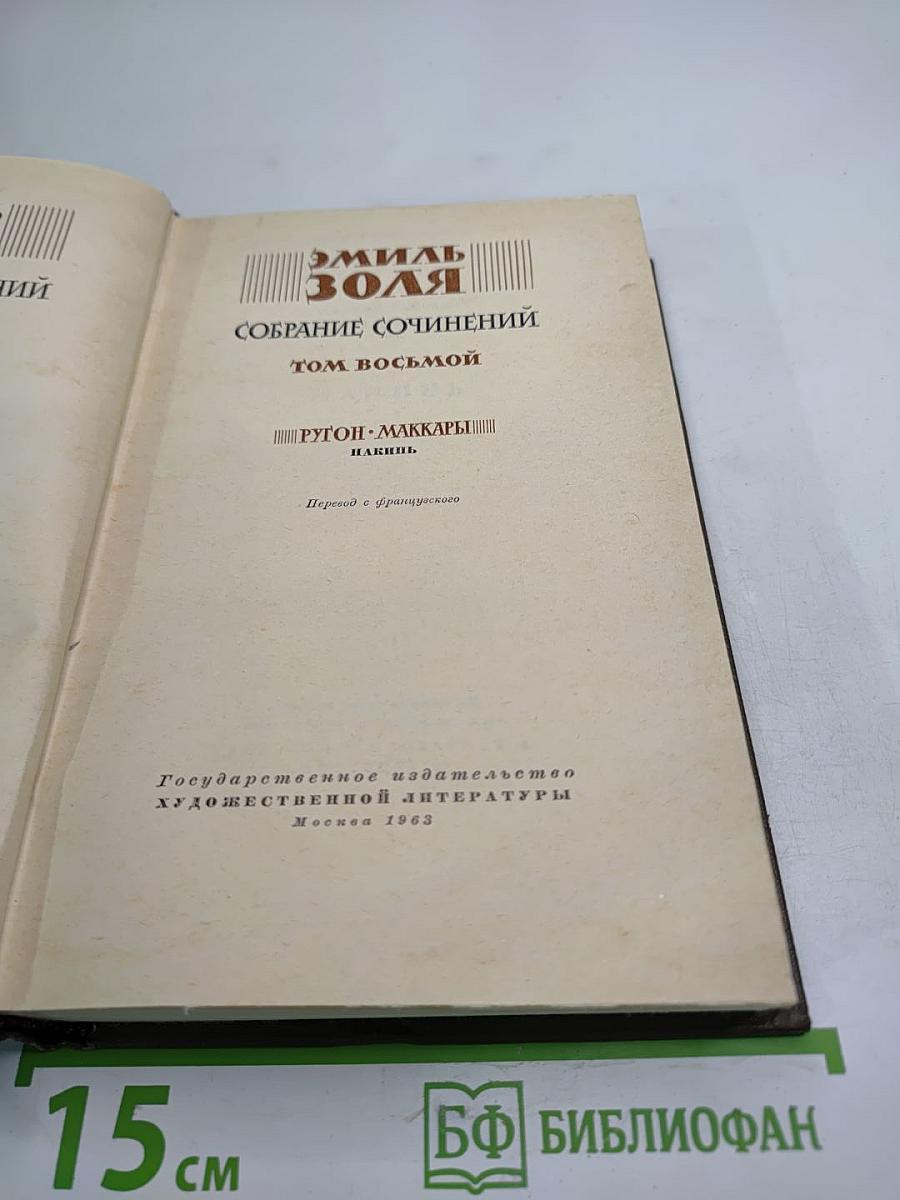 НИЙ
ЭМИЛЬ
ЗОЛЯ
СОБРАНИЕ СОЧИНЕНИЙ
ТОМ ВОСЬМОЙ
РУГОН·МАККАРЫ
НАКИПЬ
Перевод с французского
Государственное издательство
ХУДОЖЕСТВЕННОЙ ЛИТЕРАТУРЫ
Москва 1963
15 см
БФ БИБЛИОФАН